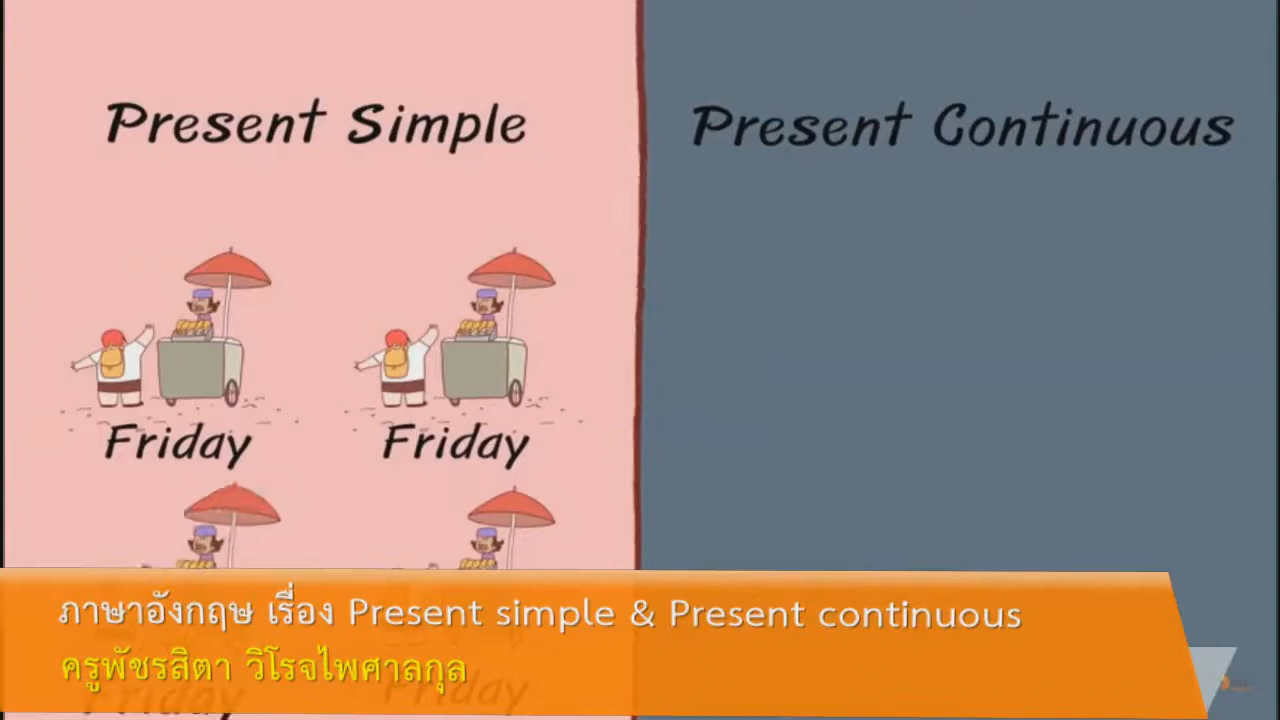 Present Simple
Present Continuous
Friday
Friday
ภาษาอังกฤษ เรื่อง Present simple & Present continuous
ครูพัชรสิตา วิโรจไพศาลกุล
Friday
Friday